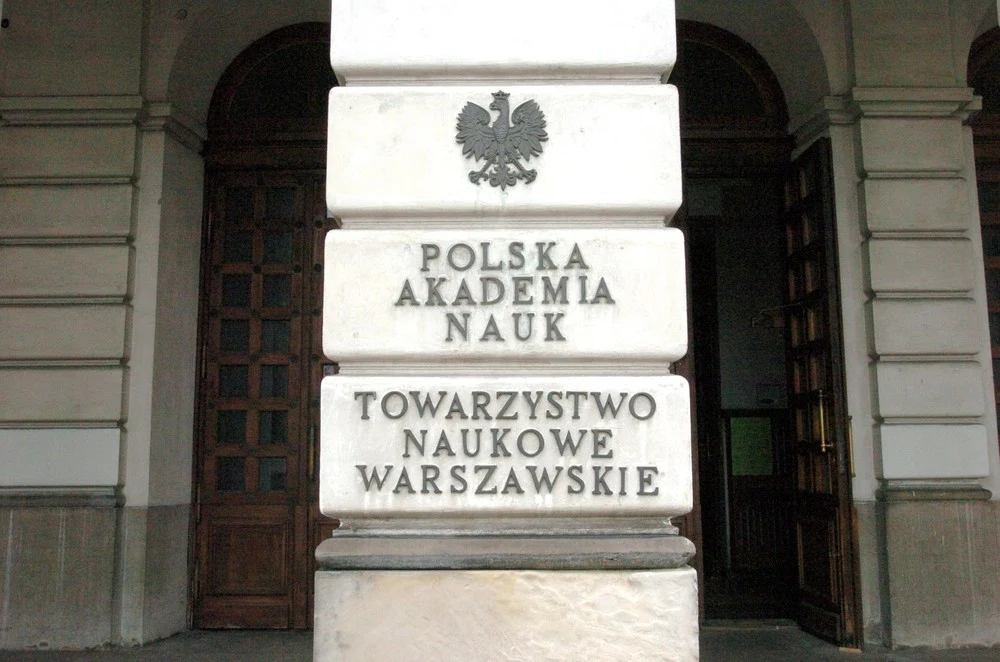 POLSKA
AKADEMIA
NAUK
TOWARZYSTWO
NAUKOWE
WARSZAWSKIE